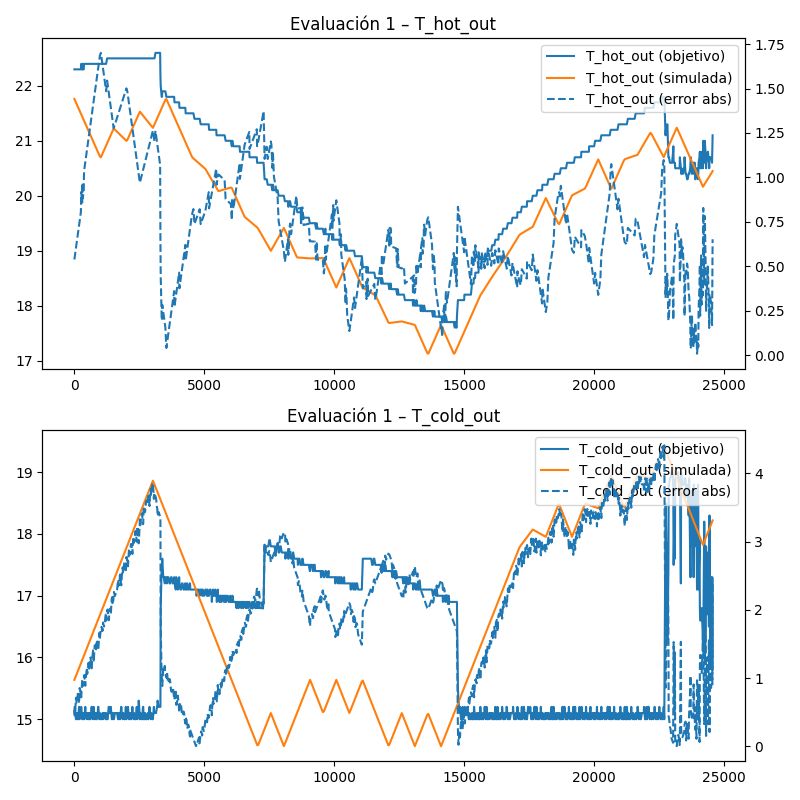 Evaluación 1 – T_hot_out
T_hot_out (objetivo)
T_hot_out (simulada)
T_hot_out (error abs)
22
21
20
19
18
17
1.75
1.50
1.25
1.00
0.75
0.50
0.25
0.00
0 5000 10000 15000 20000 25000
Evaluación 1 – T_cold_out
T_cold_out (objetivo)
T_cold_out (simulada)
T_cold_out (error abs)
19
18
17
16
15
4
3
2
1
0
0 5000 10000 15000 20000 25000